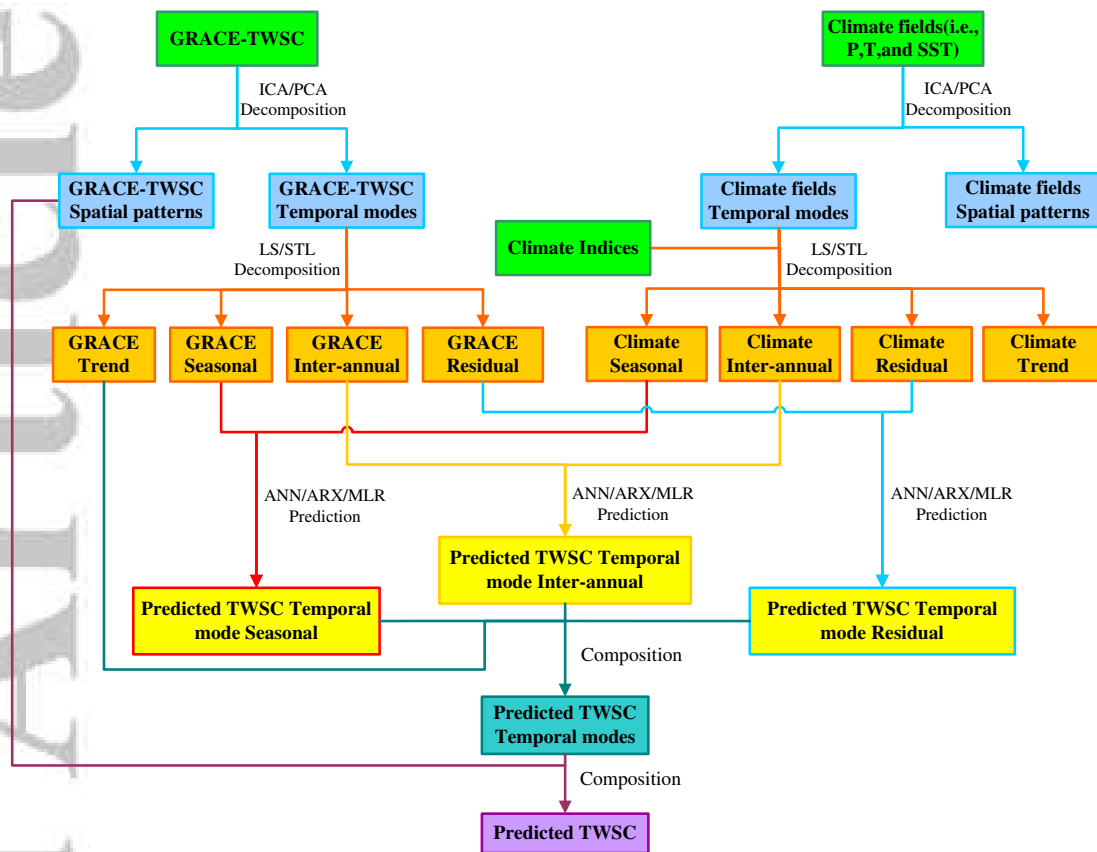 GRACE-TWSC
Climate fields(i.e.,
P,T,and SST)
ICA/PCA
Decomposition
ICA/PCA
Decomposition
GRACE-TWSC
Spatial patterns
GRACE-TWSC
Temporal modes
Climate fields
Temporal modes
Climate fields
Spatial patterns
Climate Indices
LS/STL
Decomposition
LS/STL
Decomposition
GRACE
Trend
GRACE
Seasonal
GRACE
Inter-annual
GRACE
Residual
Climate
Seasonal
Climate
Inter-annual
Climate
Residual
Climate
Trend
ANN/ARX/MLR
Prediction
ANN/ARX/MLR
Prediction
ANN/ARX/MLR
Prediction
Predicted TWSC Temporal
mode Inter-annual
Predicted TWSC Temporal
mode Seasonal
Predicted TWSC Temporal
mode Residual
Composition
Predicted TWSC
Temporal modes
Composition
Predicted TWSC